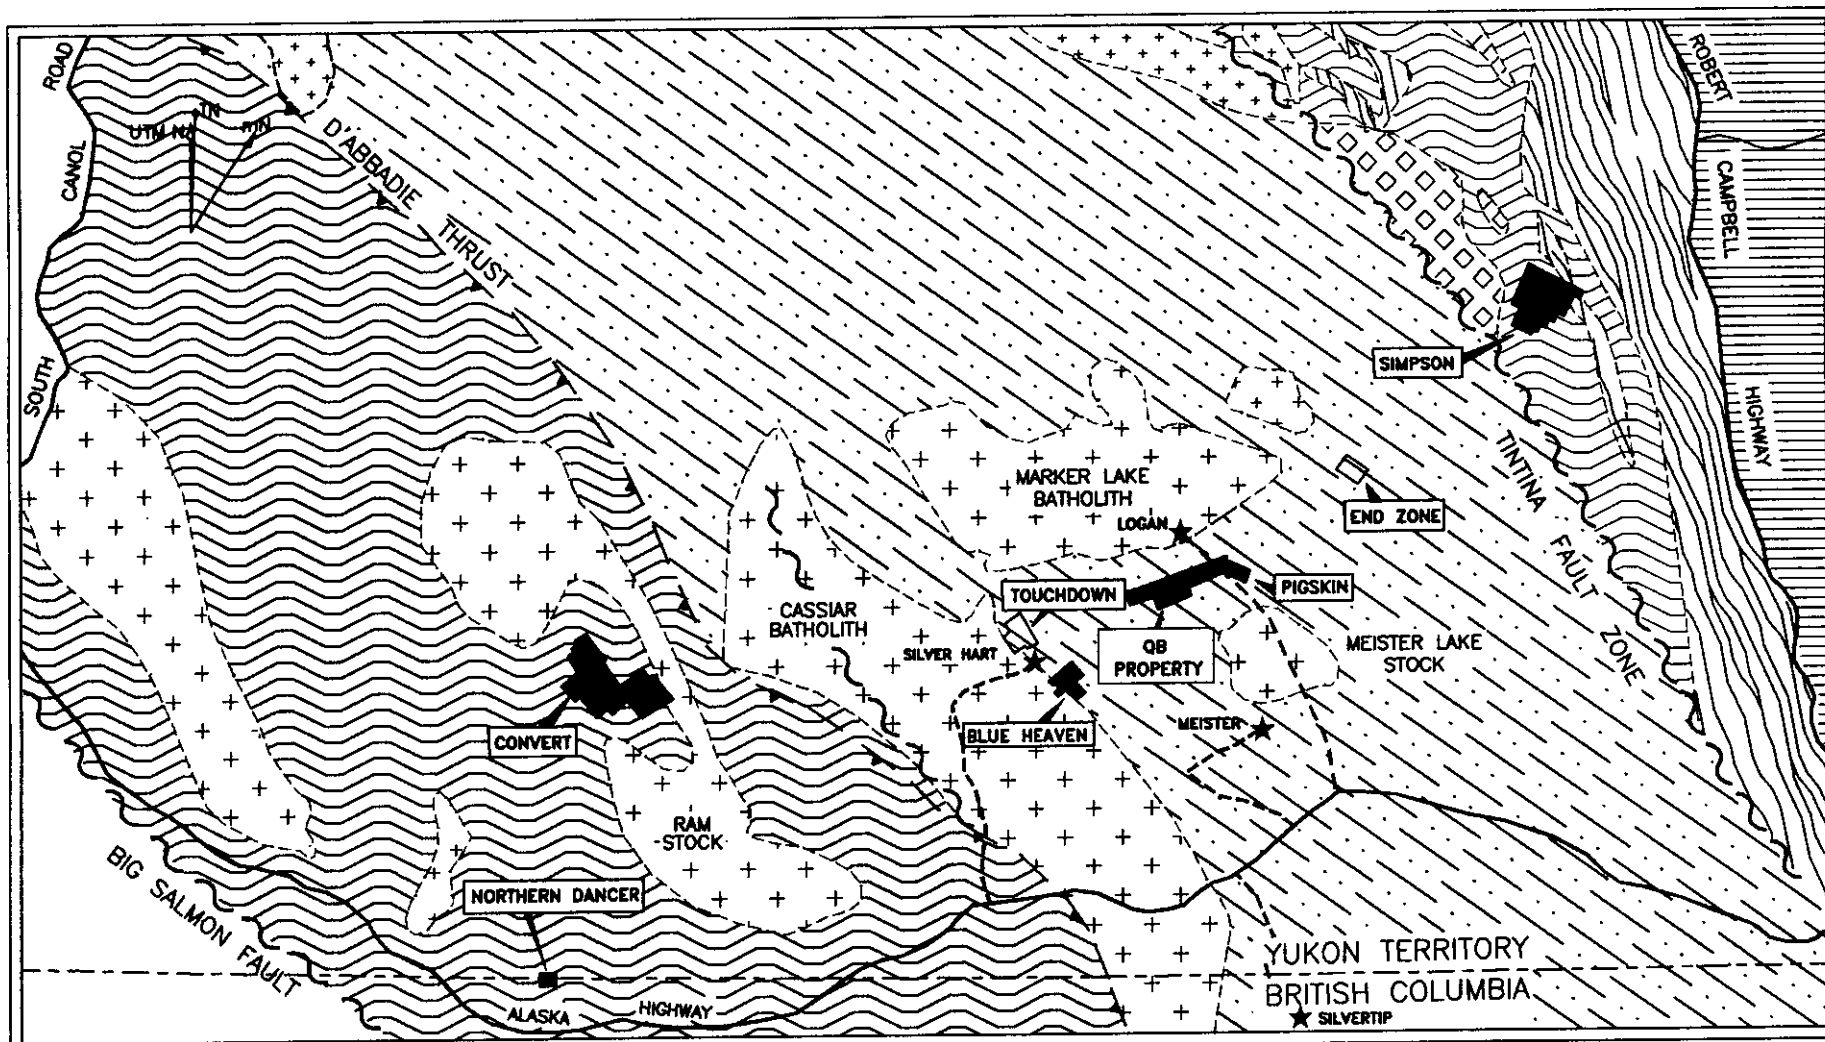 ROAD
CANOL
SOUTH
UTM N
TN
mN
D'ABBADIE THRUST
ROBERT
CAMPBELL
HIGHWAY
SIMPSON
TINTINA FAULT ZONE
MARKER LAKE
BATHOLITH
LOGAN
END ZONE
TOUCHDOWN
PIGSKIN
CASSIAR
BATHOLITH
SILVER HART
QB
PROPERTY
MEISTER LAKE
STOCK
MEISTER
BLUE HEAVEN
CONVERT
RAM
STOCK
NORTHERN DANCER
BIG SALMON FAULT
YUKON TERRITORY
BRITISH COLUMBIA
ALASKA HIGHWAY
SILVERTIP